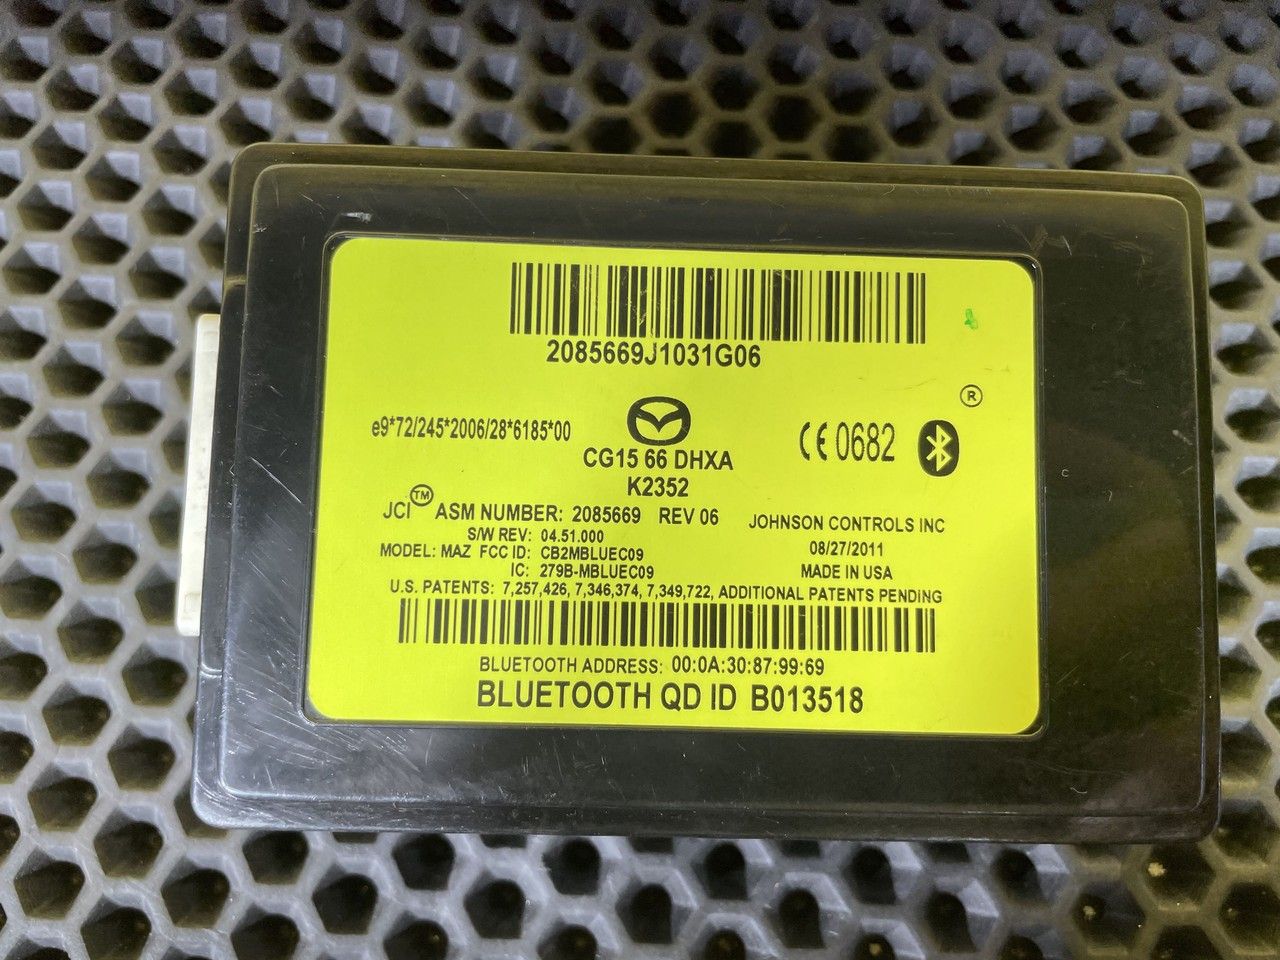 2085669J1031G06
®
e9*72/245*2006/28*6185*00
CE 0682
CG15 66 DHXA
K2352
JCI™ ASM NUMBER: 2085669 REV 06
JOHNSON CONTROLS INC
S/W REV: 04.51.000
08/27/2011
MODEL: MAZ FCC ID: CB2MBLUEC09
IC: 279B-MBLUEC09
MADE IN USA
U.S. PATENTS: 7,257,426, 7,346,374, 7,349,722, ADDITIONAL PATENTS PENDING
BLUETOOTH ADDRESS: 00:0A:30:87:99:69
BLUETOOTH QD ID B013518